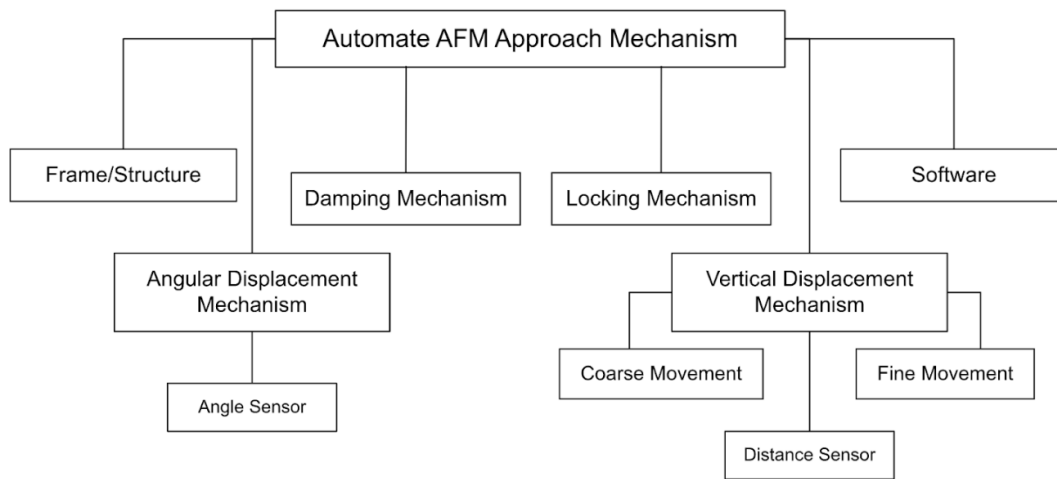 Automate AFM Approach Mechanism
Frame/Structure
Software
Damping Mechanism
Locking Mechanism
Angular Displacement
Mechanism
Vertical Displacement
Mechanism
Coarse Movement
Fine Movement
Angle Sensor
Distance Sensor